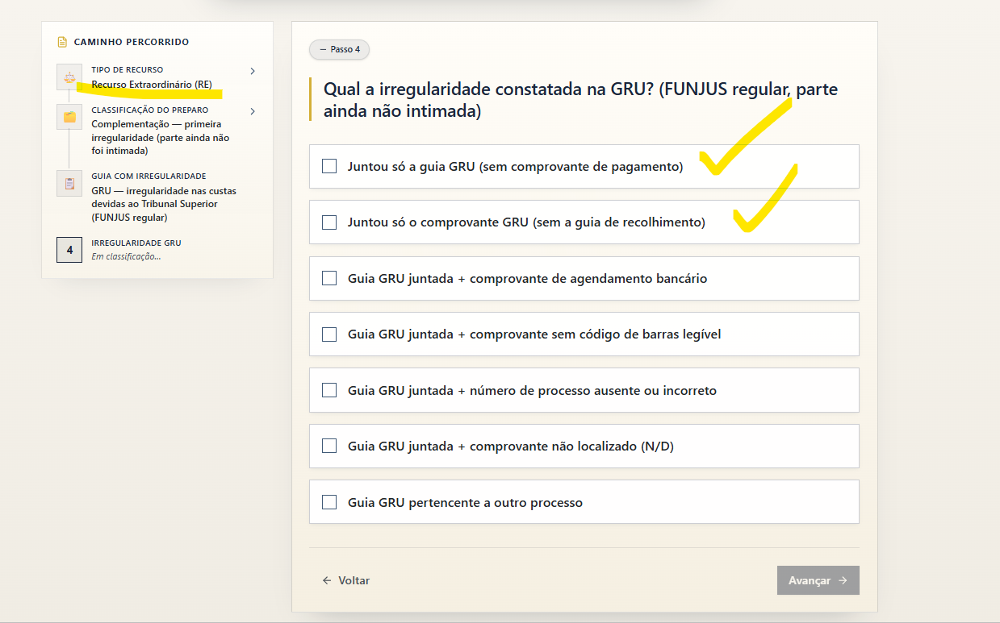 CAMINHO PERCORRIDO
TIPO DE RECURSO
Recurso Extraordinário (RE)
CLASSIFICAÇÃO DO PREPARO
Complementação — primeira
irregularidade (parte ainda não
foi intimada)
GUIA COM IRREGULARIDADE
GRU — irregularidade nas custas
devidas ao Tribunal Superior
(FUNJUS regular)
4
IRREGULARIDADE GRU
Em classificação...
— Passo 4
Qual a irregularidade constatada na GRU? (FUNJUS regular, parte
ainda não intimada)
Juntou só a guia GRU (sem comprovante de pagamento)
Juntou só o comprovante GRU (sem a guia de recolhimento)
Guia GRU juntada + comprovante de agendamento bancário
Guia GRU juntada + comprovante sem código de barras legível
Guia GRU juntada + número de processo ausente ou incorreto
Guia GRU juntada + comprovante não localizado (N/D)
Guia GRU pertencente a outro processo
← Voltar
Avançar →